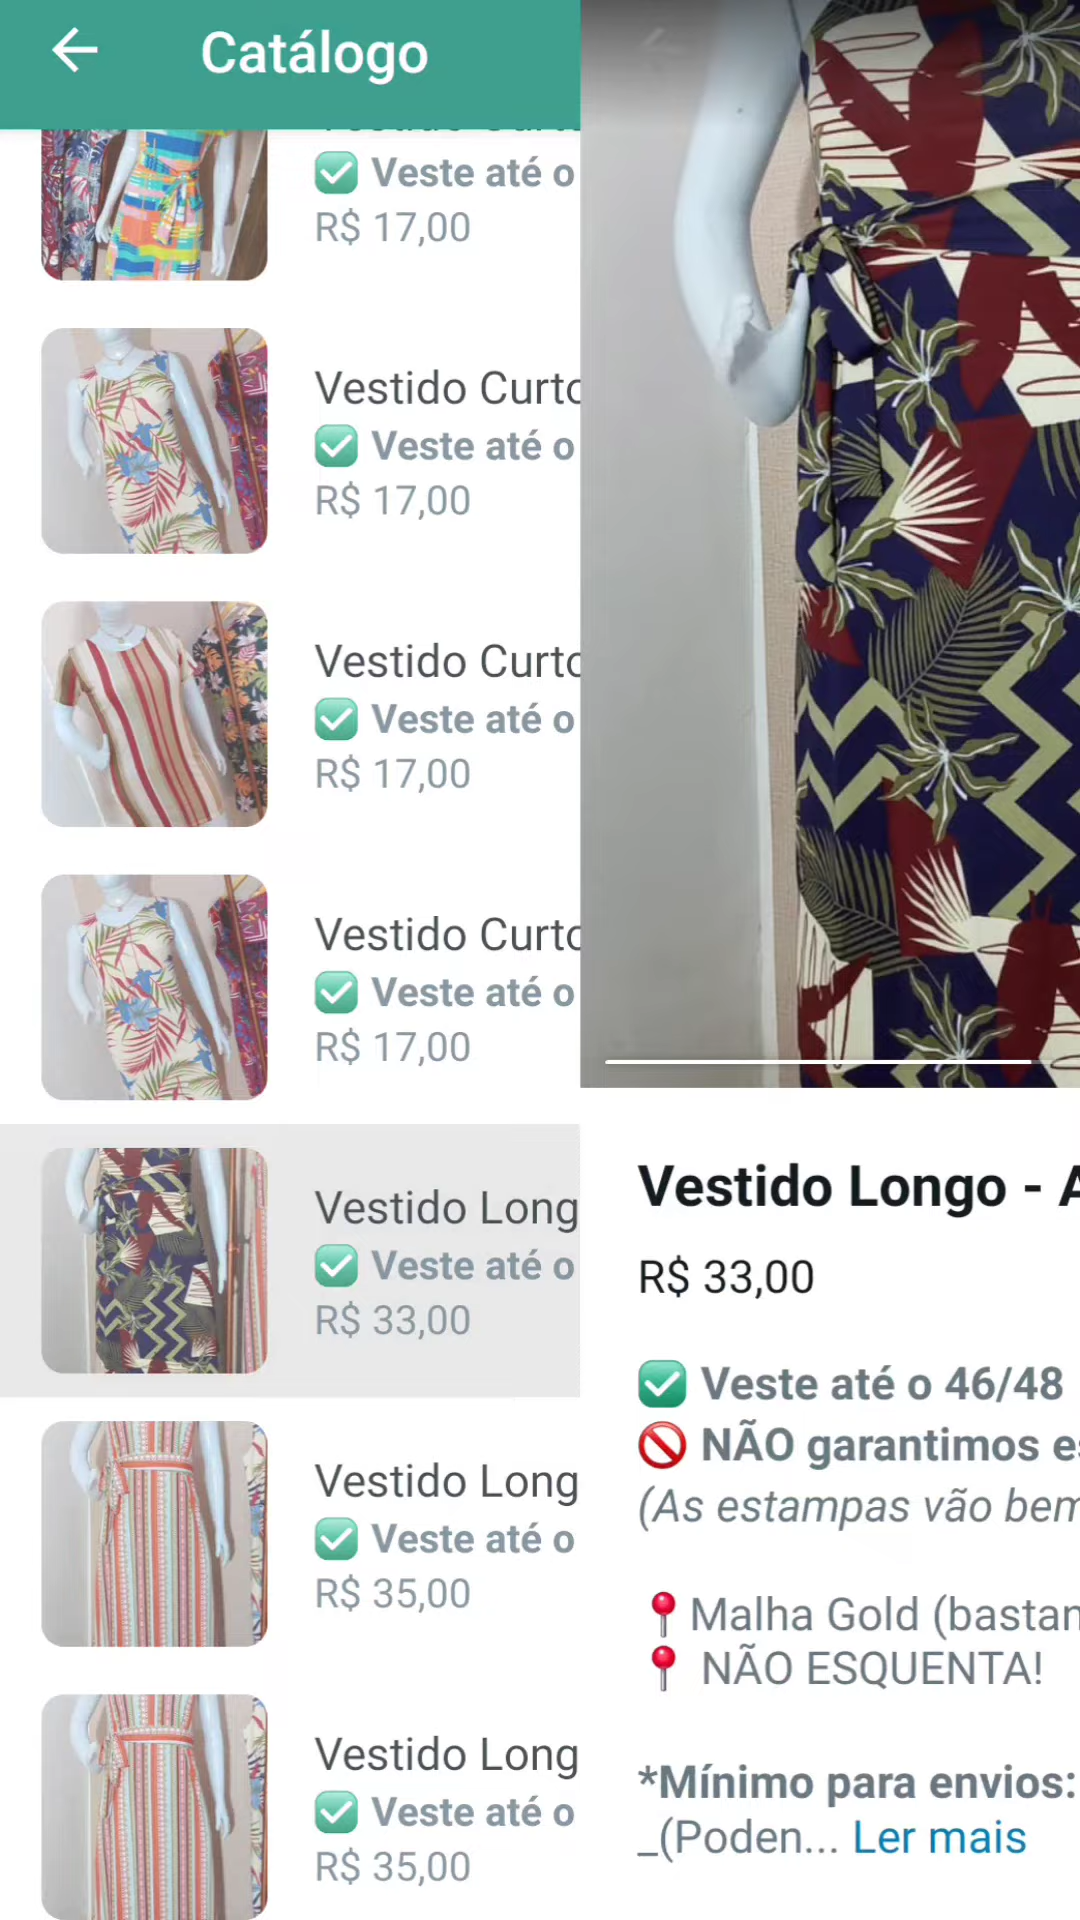 Catálogo
✅ Veste até o
R$ 17,00
Vestido Curto
✅ Veste até o
R$ 17,00
Vestido Curto
✅ Veste até o
R$ 17,00
Vestido Curto
✅ Veste até o
R$ 17,00
Vestido Long
✅ Veste até o
R$ 33,00
Vestido Long
✅ Veste até o
R$ 35,00
Vestido Long
✅ Veste até o
R$ 35,00
Vestido Longo - A
R$ 33,00
✅ Veste até o 46/48
🚫 NÃO garantimos es
(As estampas vão bem
📍 Malha Gold (bastan
📍 NÃO ESQUENTA!
*Mínimo para envios:
_(Poden... Ler mais